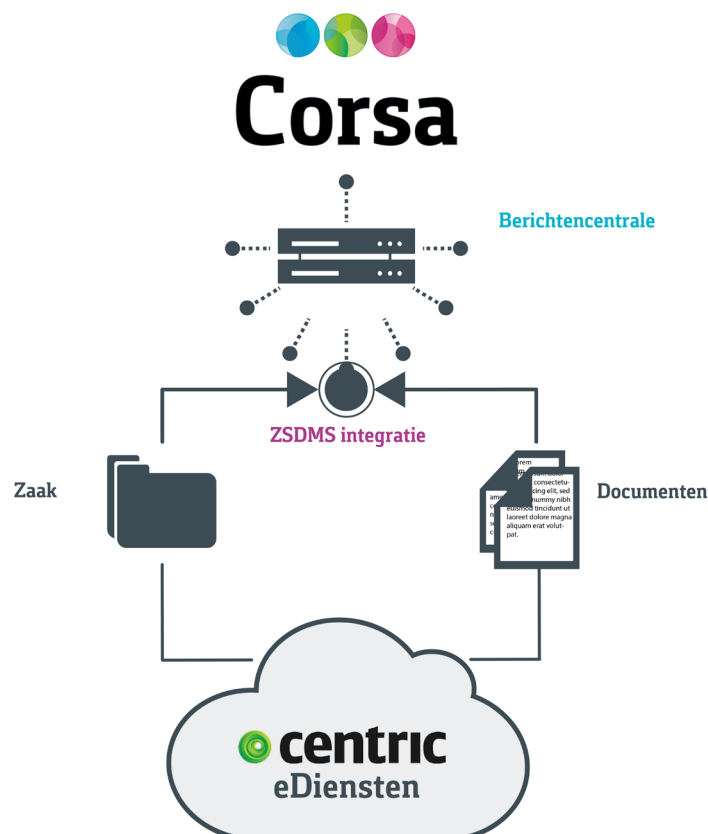 Corsa
Berichtencentrale
ZSDMS integratie
Zaak
Documenten
consectetu-
cing elit, sed
nummy nibh
euismod tincidunt ut
laoreet dolore magna
aliquam erat volut-
pat.
centric
eDiensten